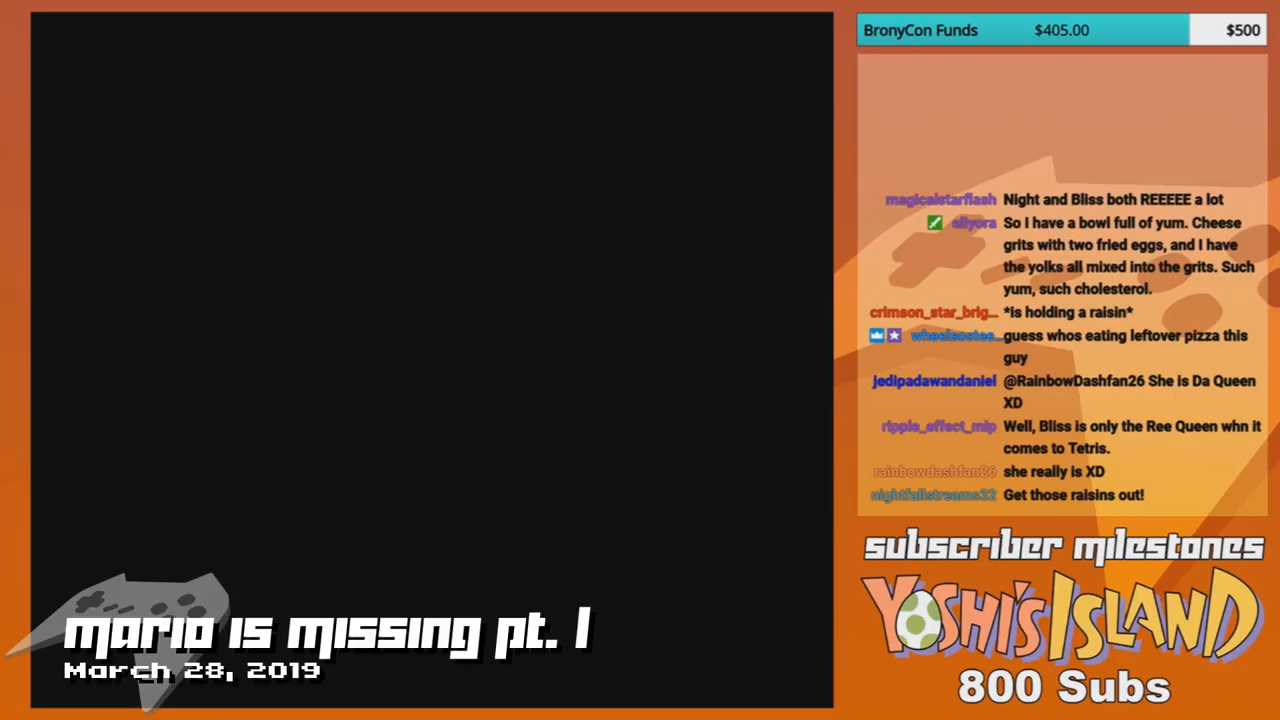 BronyCon Funds $405.00 $500
magicalstarflash Night and Bliss both REEEEE a lot
ellyora So I have a bowl full of yum. Cheese
grits with two fried eggs, and I have
the yolks all mixed into the grits. Such
yum, such cholesterol.
crimson_star_brig... *is holding a raisin*
wheelsostee... guess whos eating leftover pizza this
guy
jedipadawandaniel @RainbowDashfan26 She is Da Queen
XD
ripple_effect_mlp Well, Bliss is only the Ree Queen whn it
comes to Tetris.
rainbowdashfan26 she really is XD
nightfallstreams32 Get those raisins out!
subscriber milestones
YOSHI'S ISLAND
800 Subs
mario is missing pt. 1
March 28, 2019